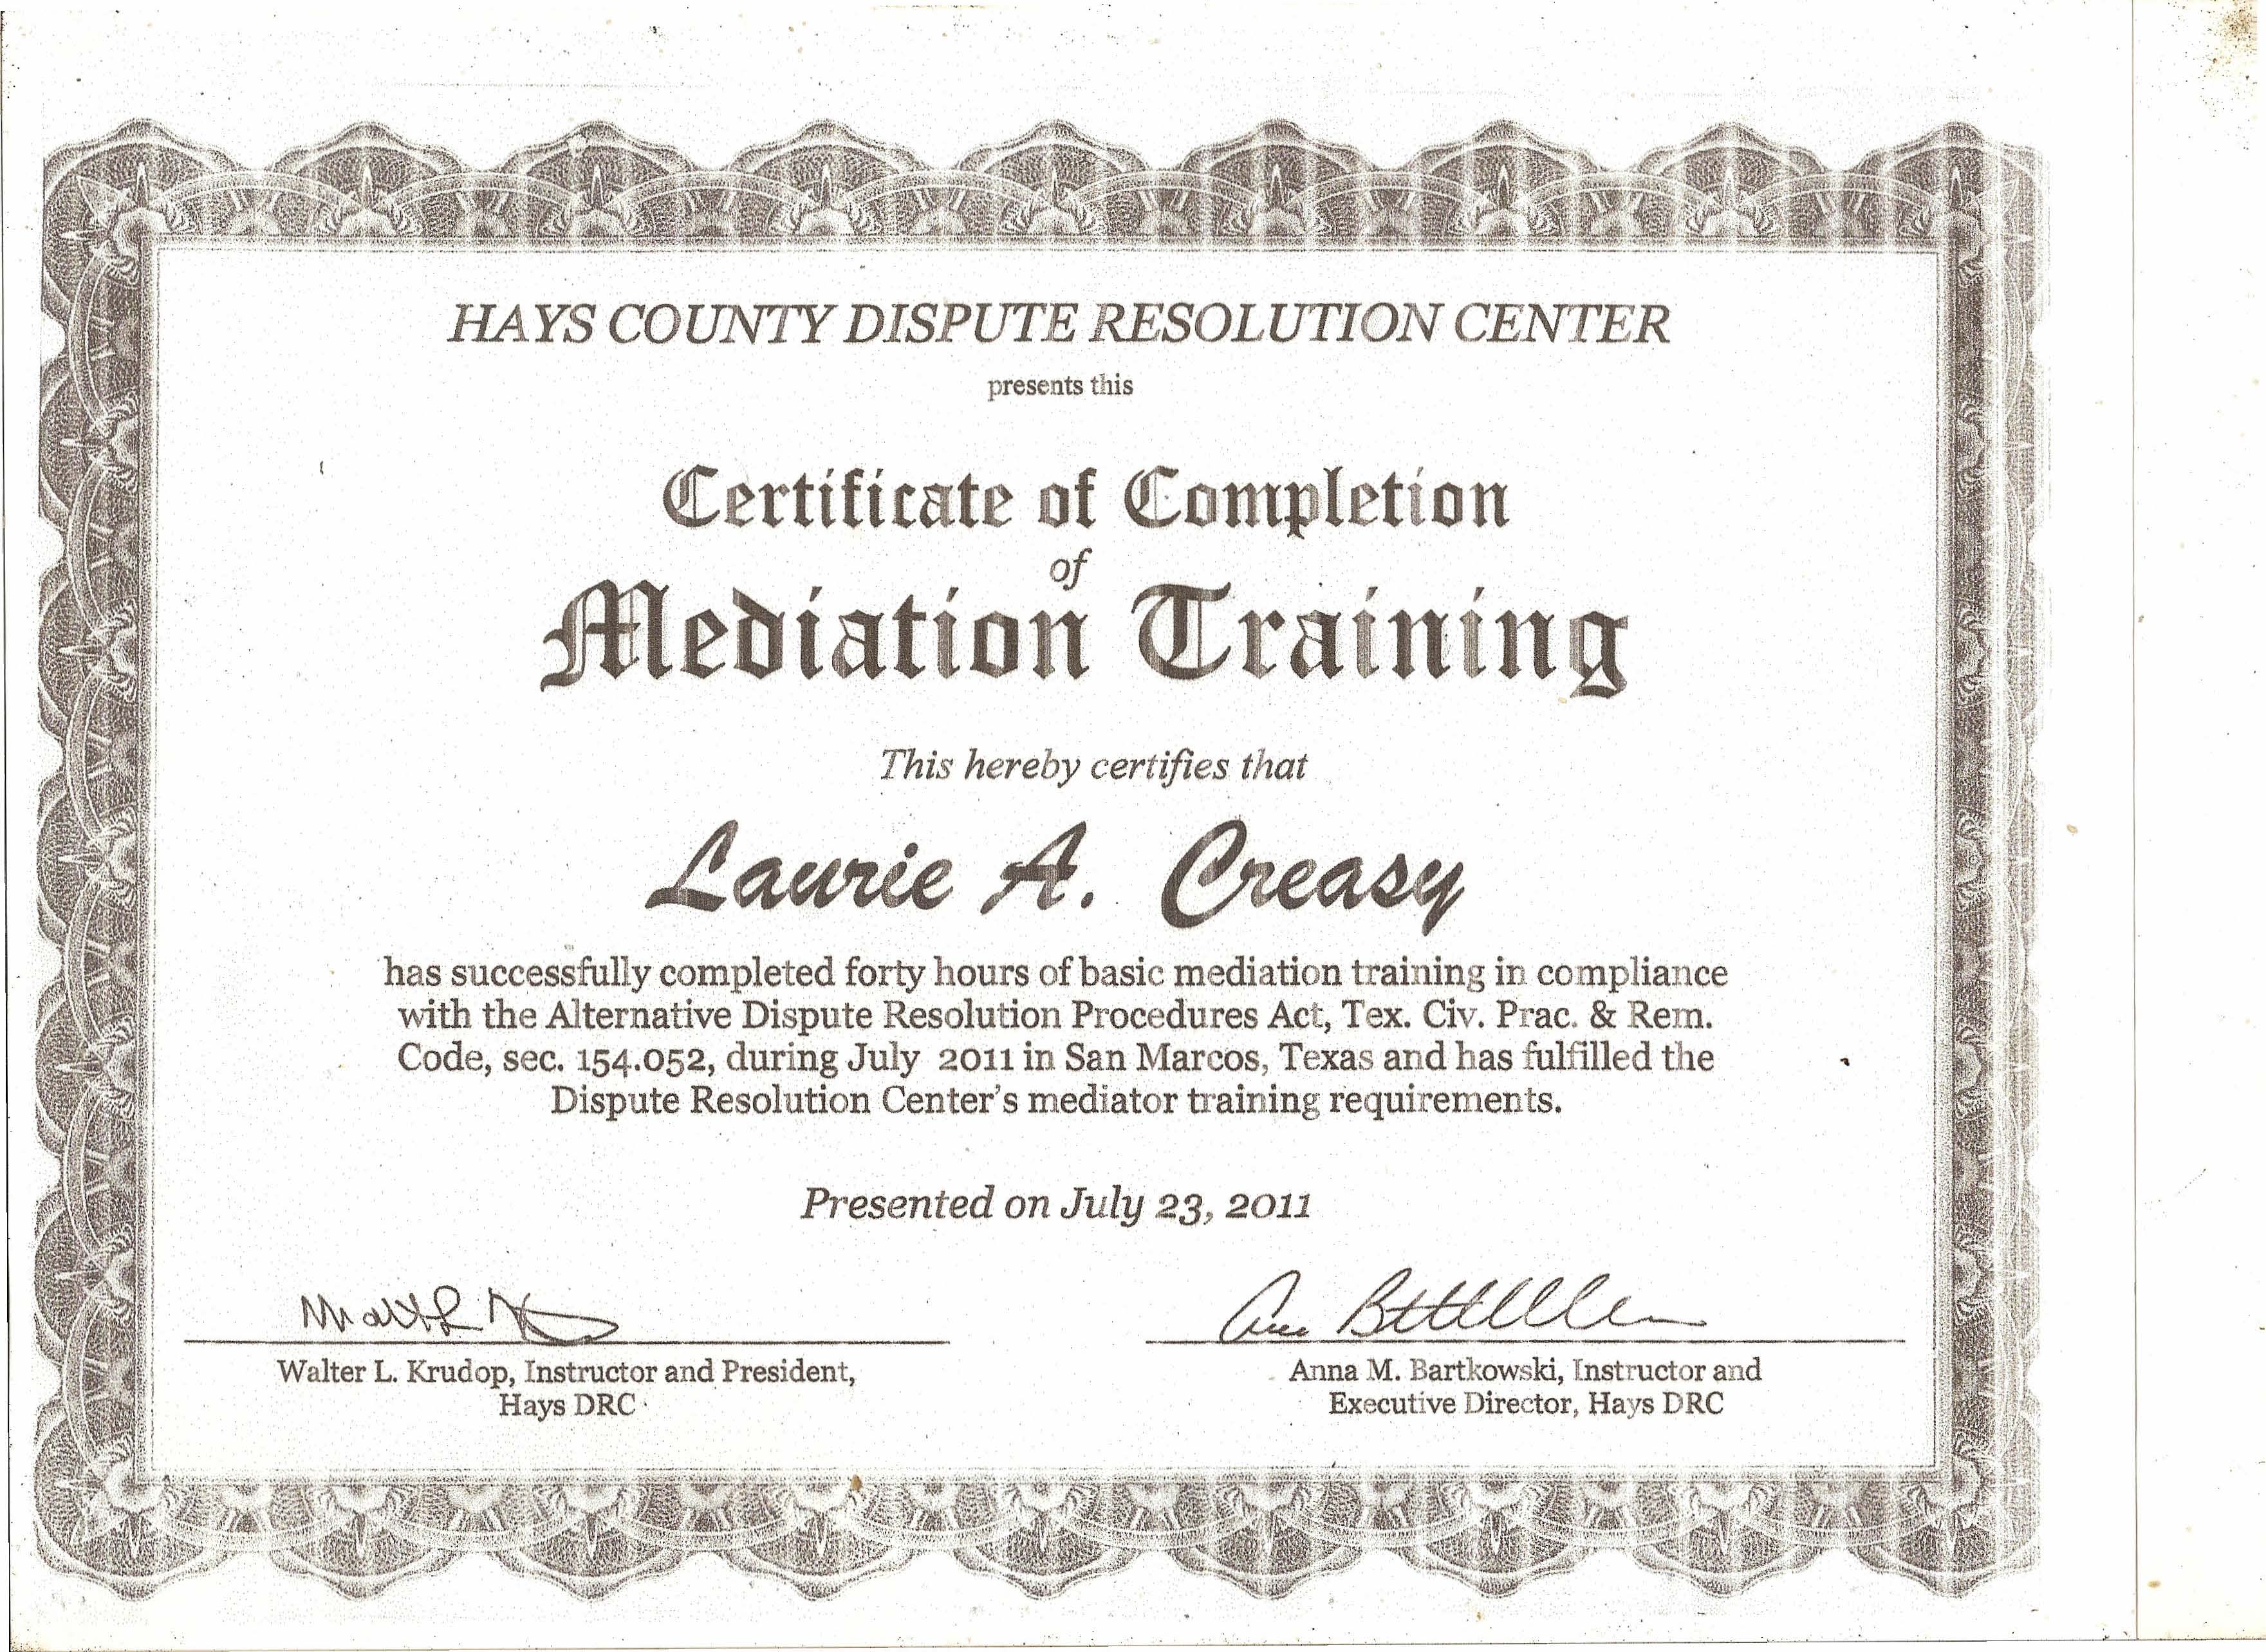 HAYS COUNTY DISPUTE RESOLUTION CENTER
presents this
Certificate of Completion
of
Mediation Training
This hereby certifies that
Laurie A. Creasy
has successfully completed forty hours of basic mediation training in compliance
with the Alternative Dispute Resolution Procedures Act, Tex. Civ. Prac. & Rem.
Code, sec. 154.052, during July 2011 in San Marcos, Texas and has fulfilled the
Dispute Resolution Center's mediator training requirements.
Presented on July 23, 2011
Walter L. Krudop, Instructor and President,
Hays DRC
Anna M. Bartkowski, Instructor and
Executive Director, Hays DRC